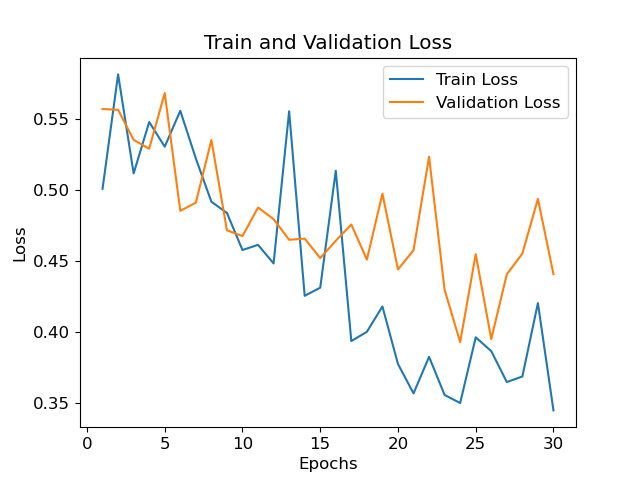 Train and Validation Loss
Train Loss
Validation Loss
0.55
0.50
0.45
0.40
0.35
Loss
0 5 10 15 20 25 30
Epochs